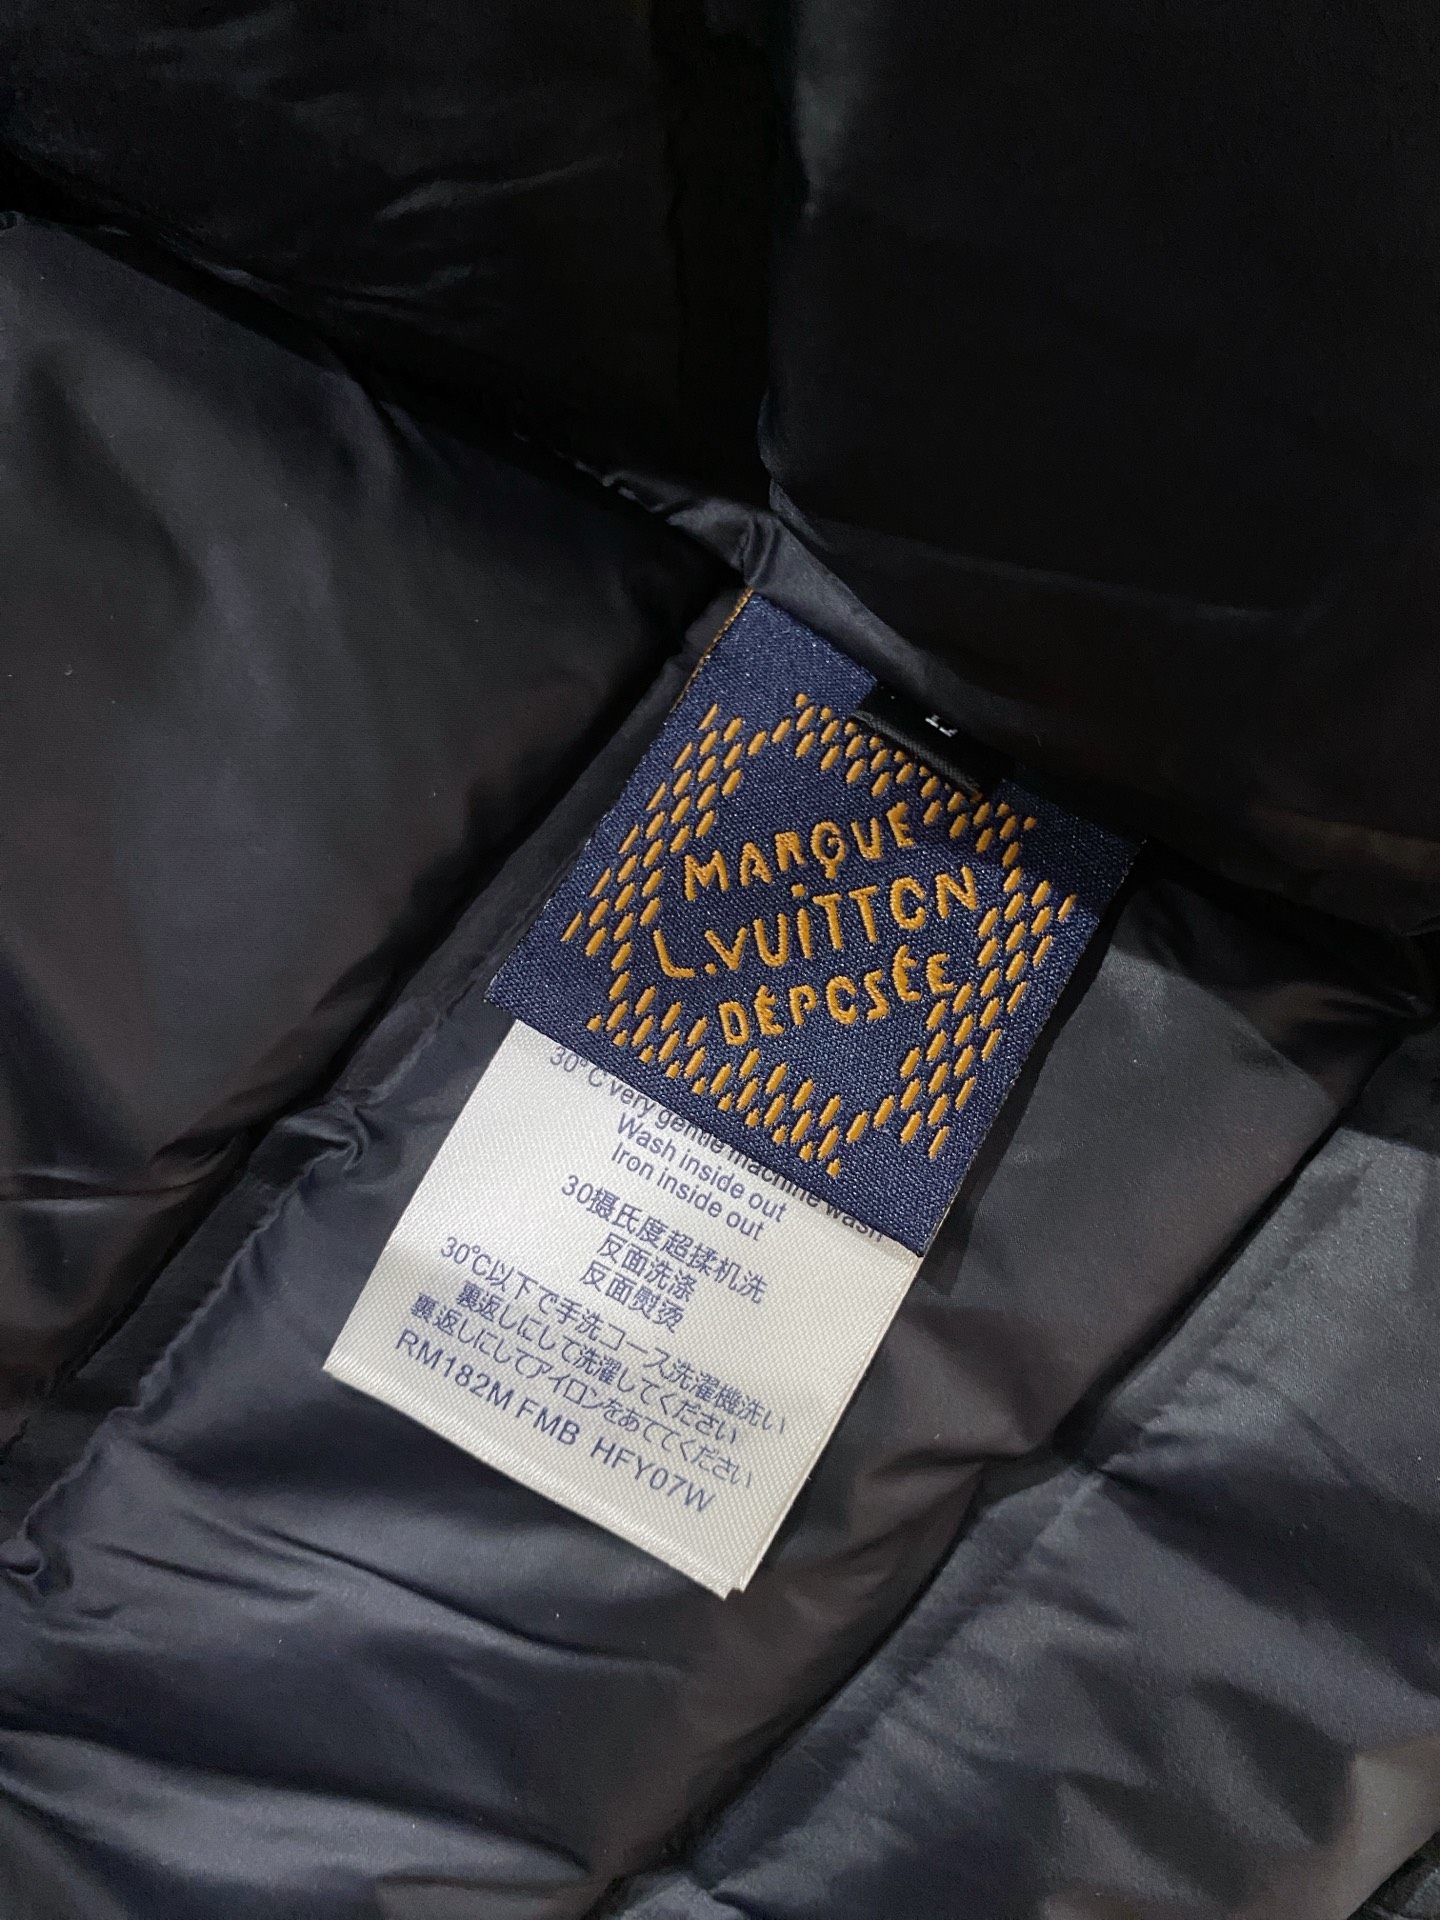 MARQUE
L.VUITTON
DÉPOSÉE
30°C very gentle machine wash
Wash inside out
Iron inside out
30摄氏度超揉机洗
反面洗涤
反面熨烫
30℃以下で手洗コース洗濯機洗い
裏返しにして洗濯してください
裏返しにしてアイロンをあててください
RM182M FMB HFY07W